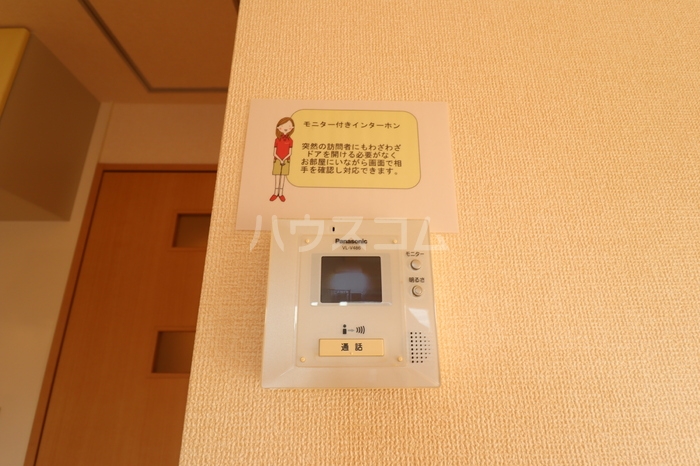 モニター付きインターホン
突然の訪問者にもわざわざ
ドアを開ける必要がなく
お部屋にいながら画面で相
手を確認し対応できます。
ハウスコム
Panasonic
モニター
明るさ
通話